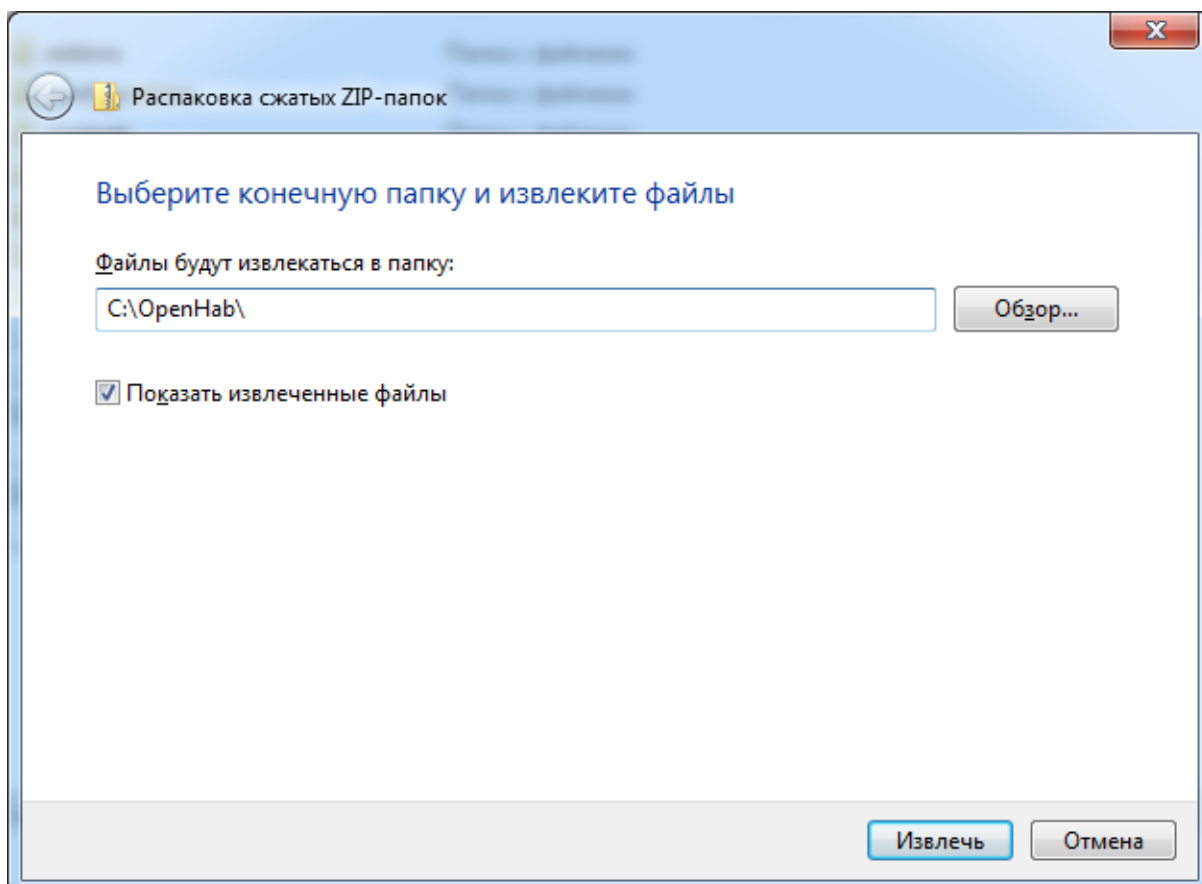 Распаковка сжатых ZIP-папок
Выберите конечную папку и извлеките файлы
Файлы будут извлекаться в папку:
C:\OpenHab\
Обзор...
Показать извлеченные файлы
Извлечь
Отмена